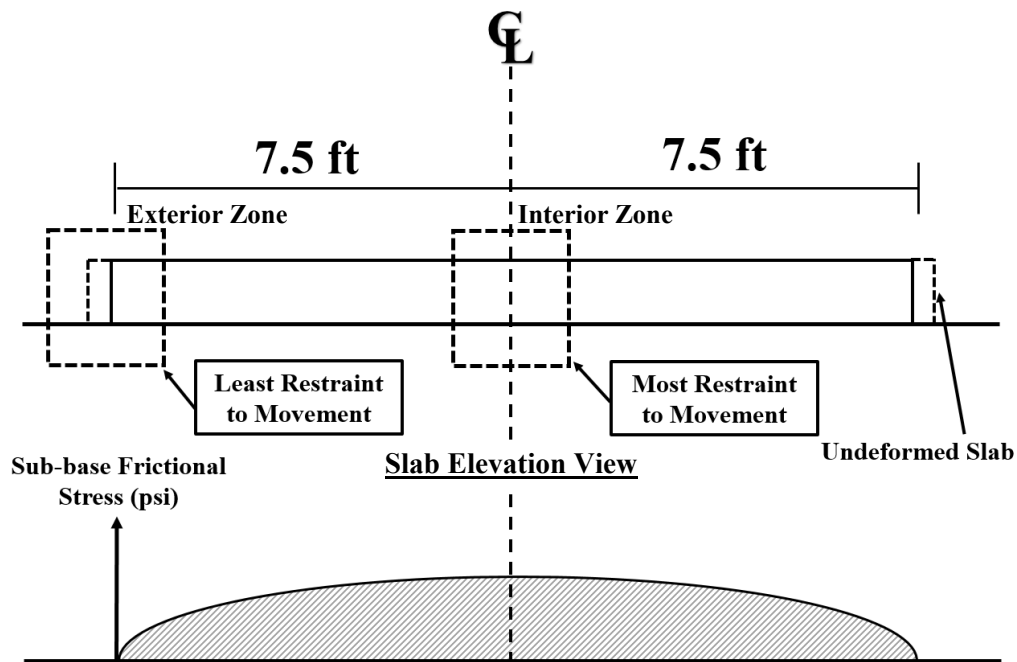 ℄
7.5 ft 7.5 ft
Exterior Zone Interior Zone
Least Restraint
to Movement
Most Restraint
to Movement
Undeformed Slab
Slab Elevation View
Sub-base Frictional
Stress (psi)